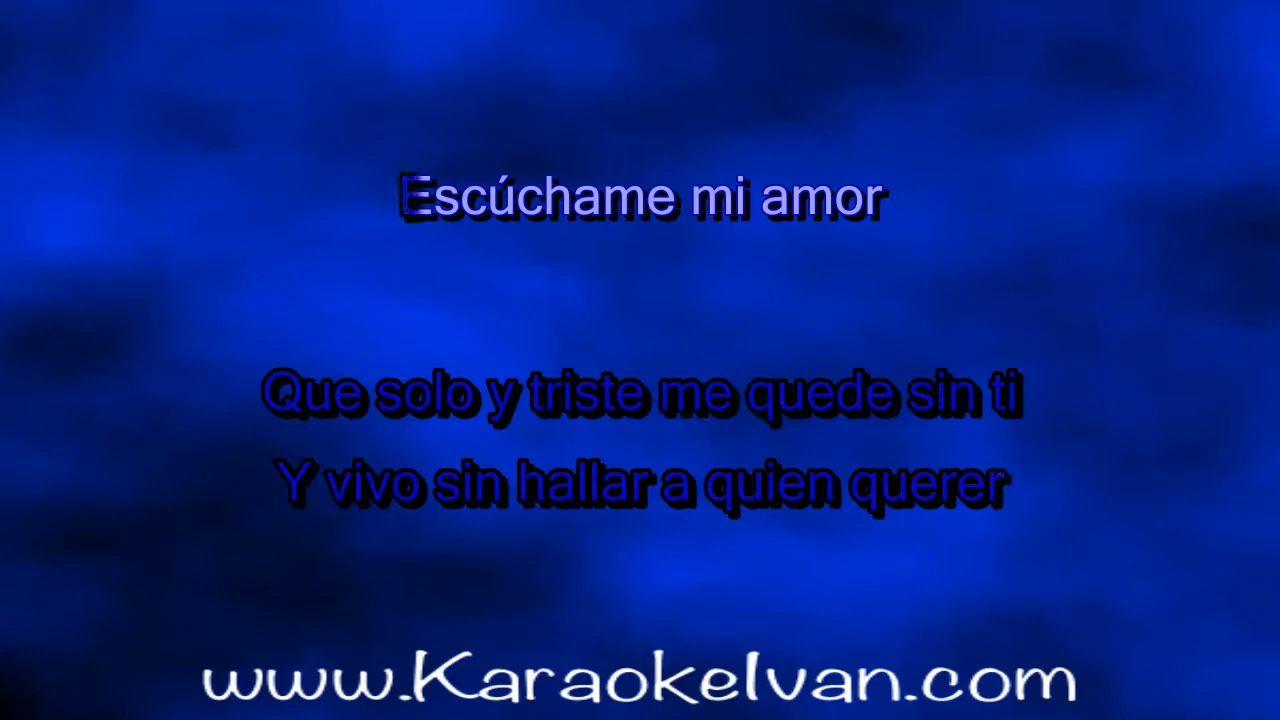 Escúchame mi amor
Que solo y triste me quede sin ti
Y vivo sin hallar a quien querer
www.KaraokeIvan.com